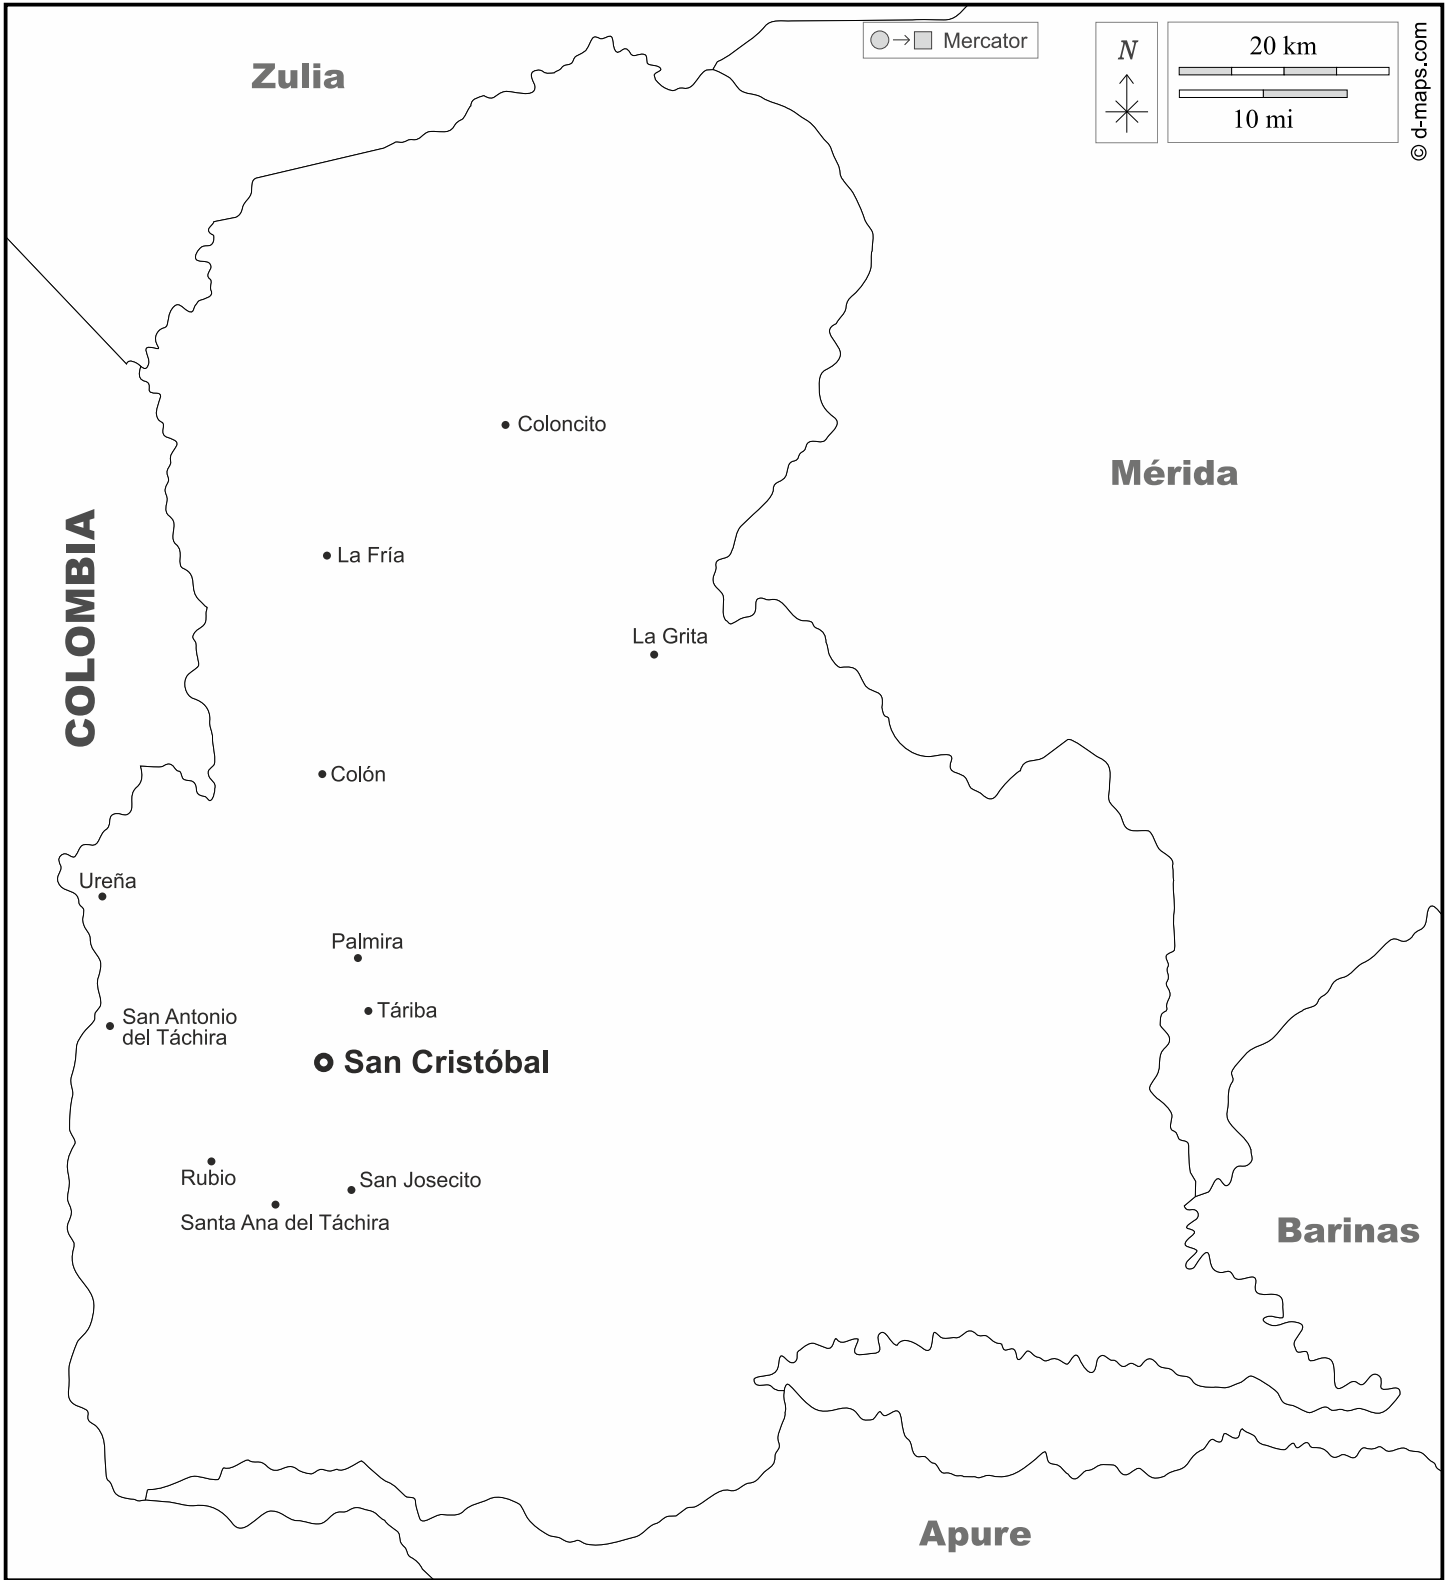 Zulia
Mercator
N
20 km
10 mi
© d-maps.com
Coloncito
Mérida
COLOMBIA
La Fría
La Grita
Colón
Ureña
Palmira
Táriba
San Antonio
del Táchira
San Cristóbal
Rubio
San Josecito
Santa Ana del Táchira
Barinas
Apure